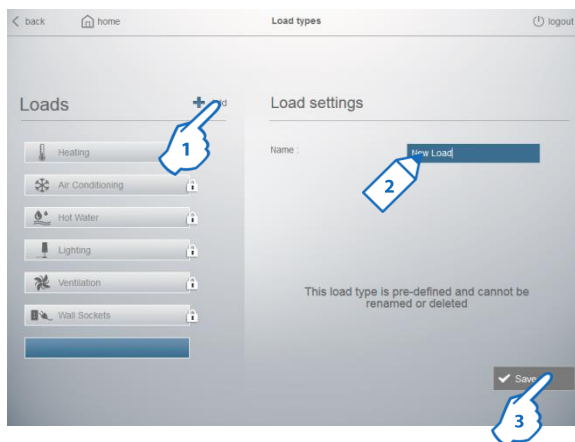 back
home
Load types
logout
Loads
Load settings
1
Heating
Name :
New Load
Air Conditioning
2
Hot Water
Lighting
Ventilation
This load type is pre-defined and cannot be
renamed or deleted
Wall Sockets
Save
3